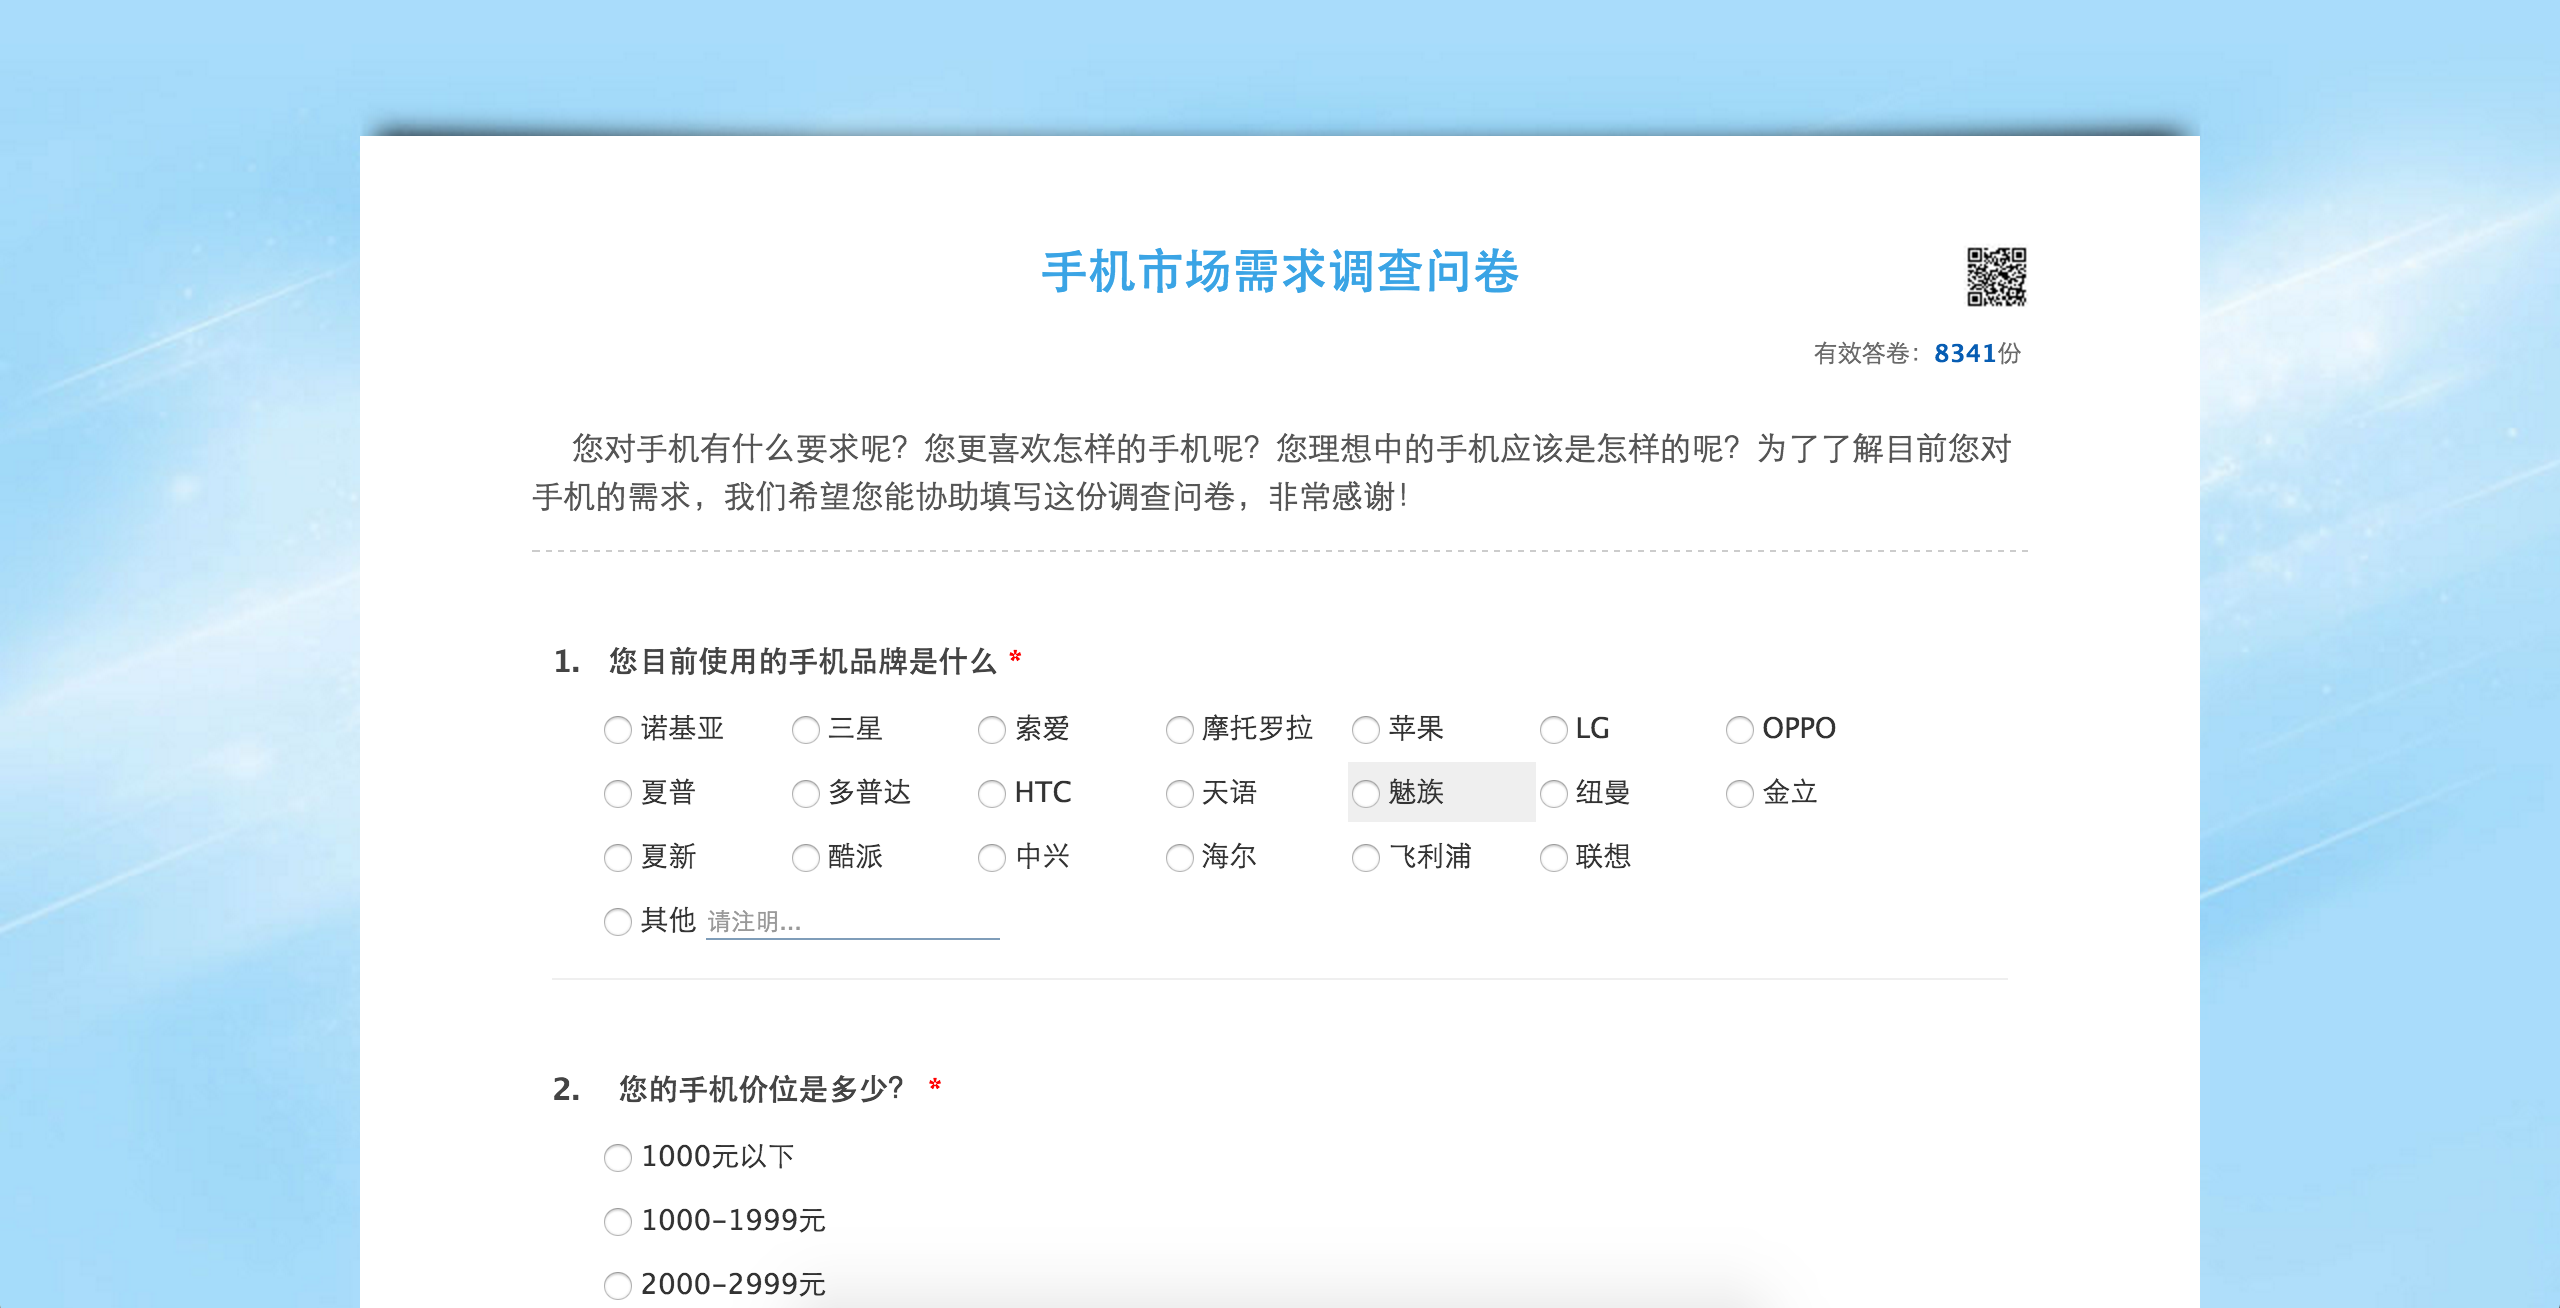 手机市场需求调查问卷
有效答卷：8341份
您对手机有什么要求呢？您更喜欢怎样的手机呢？您理想中的手机应该是怎样的呢？为了了解目前您对
手机的需求，我们希望您能协助填写这份调查问卷，非常感谢！
1. 您目前使用的手机品牌是什么 *
诺基亚 三星 索爱 摩托罗拉 苹果 LG OPPO
夏普 多普达 HTC 天语 魅族 纽曼 金立
夏新 酷派 中兴 海尔 飞利浦 联想
其他 请注明...
2. 您的手机价位是多少？ *
1000元以下
1000-1999元
2000-2999元